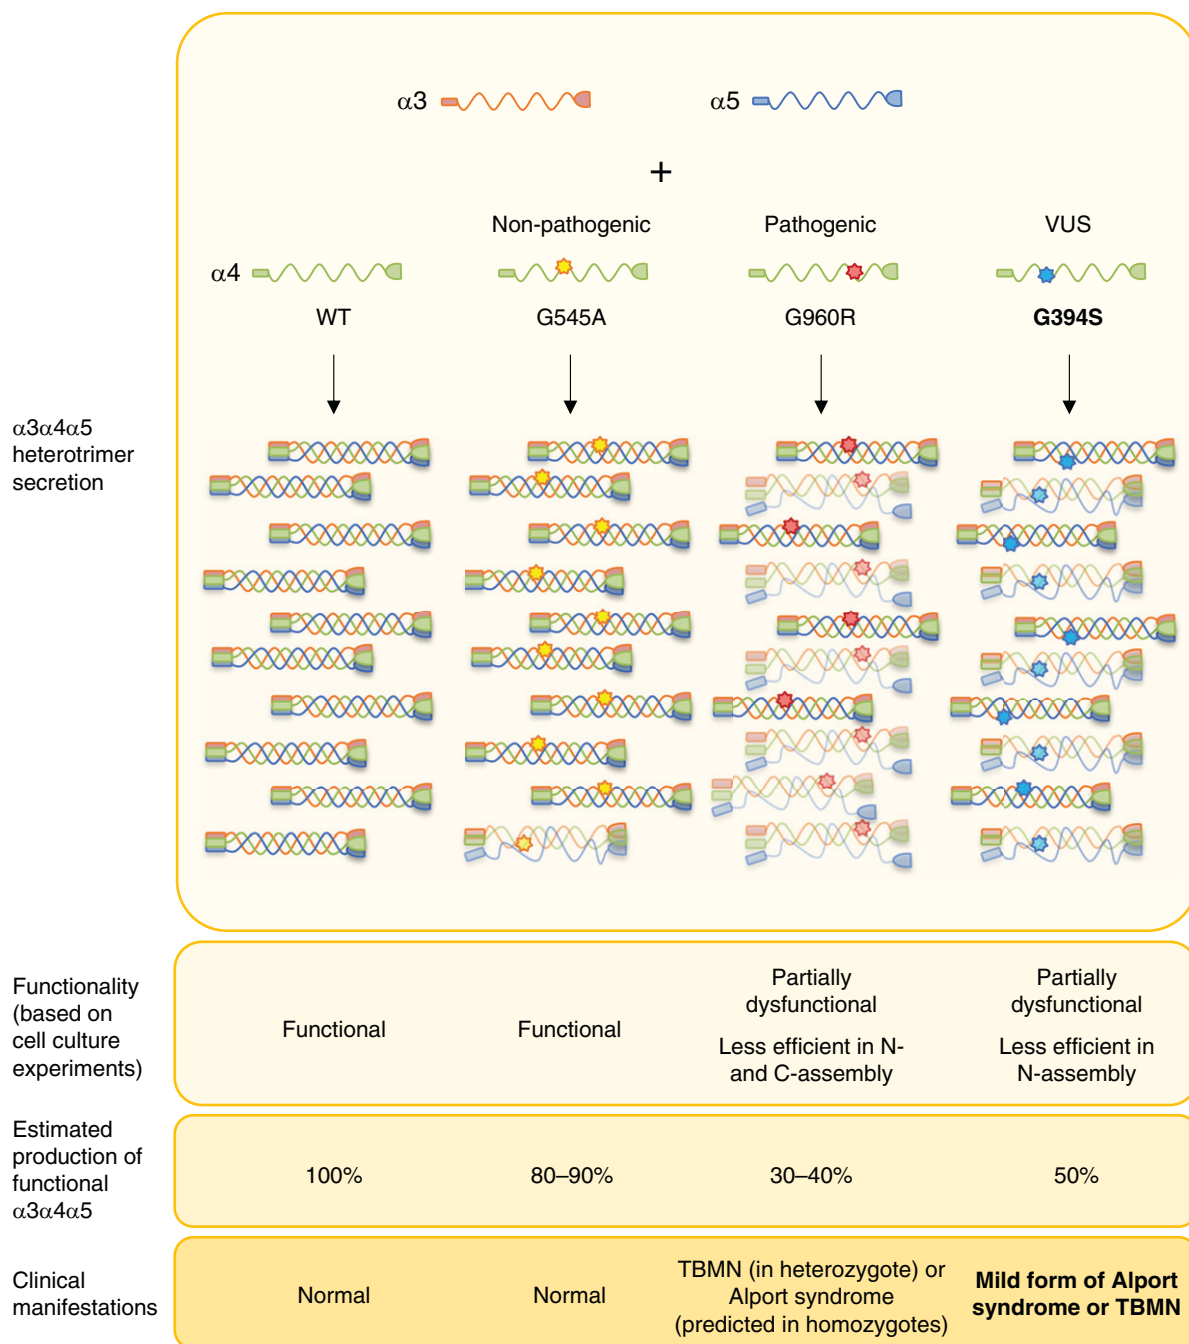 α3
α5
+
Non-pathogenic
Pathogenic
VUS
α4
WT
G545A
G960R
G394S
α3α4α5
heterotrimer
secretion
Functionality
(based on
cell culture
experiments)
Functional
Functional
Partially
dysfunctional
Less efficient in N-
and C-assembly
Partially
dysfunctional
Less efficient in
N-assembly
Estimated
production of
functional
α3α4α5
100%
80–90%
30–40%
50%
Clinical
manifestations
Normal
Normal
TBMN (in heterozygote) or
Alport syndrome
(predicted in homozygotes)
Mild form of Alport
syndrome or TBMN